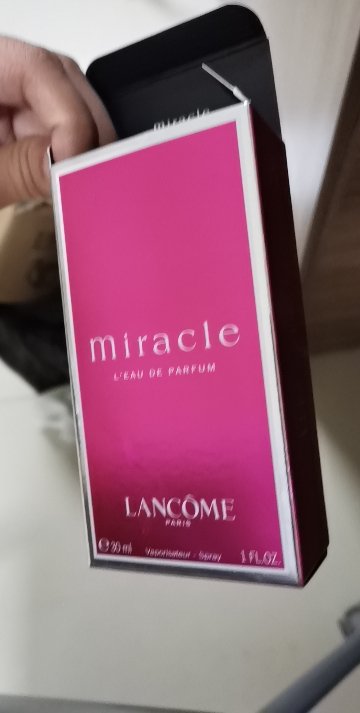 miracle
miracle
L'EAU DE PARFUM
LANCÔME
PARIS
℮ 30 ml Vaporisateur - Spray 1 FL.OZ.